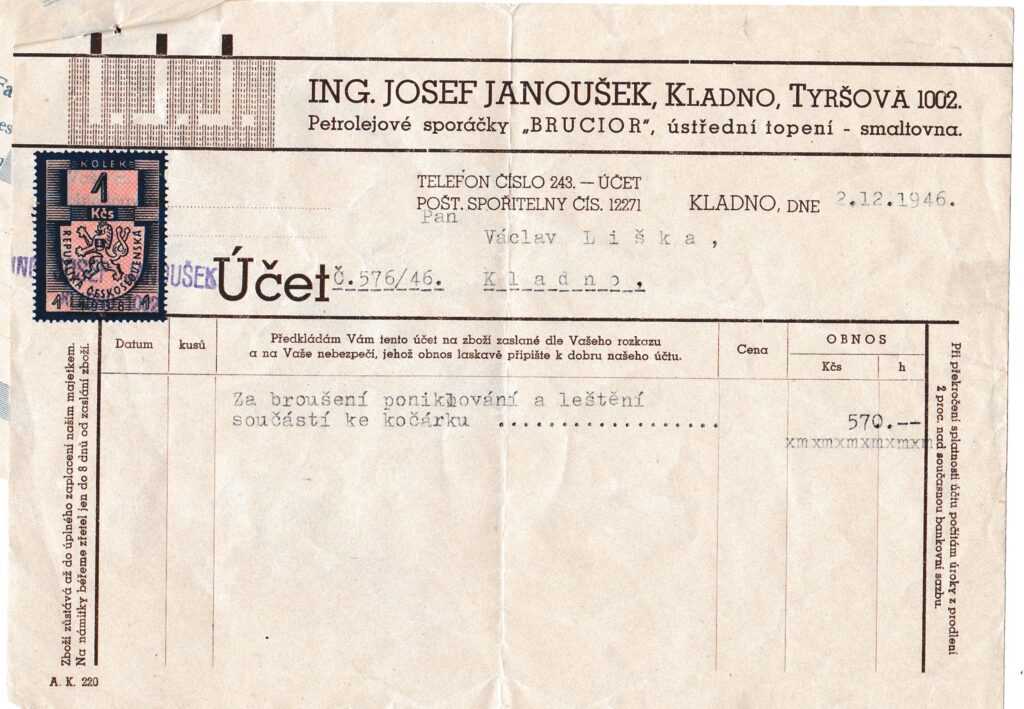 I.J.J.
ING. JOSEF JANOUŠEK, KLADNO, TYRŠOVA 1002.
Petrolejové sporáčky „BRUCIOR", ústřední topení - smaltovna.
KOLEK
1
Kčs
REPUBLIKA ČESKOSLOVENSKÁ
1 1
TELEFON ČÍSLO 243. — ÚČET
POŠT. SPOŘITELNY ČÍS. 12271
KLADNO, DNE 2.12.1946.
Pan
Václav Liška,
Účet Č.576/46. Kladno.
Datum
kusů
Předkládám Vám tento účet na zboží zaslané dle Vašeho rozkazu
a na Vaše nebezpečí, jehož obnos laskavě připište k dobru našeho účtu.
Cena
OBNOS
Kčs h
Za broušení poniklování a leštění
součástí ke kočárku ................... 570.--
xmxmxmxmxmxm
Zboží zůstává až do úplného zaplacení naším majetkem.
Na námitky béřeme zřetel jen do 8 dnů od zaslání zboží.
Při překročení splatnosti účtu počítám úroky z prodlení
2 proc. nad současnou bankovní sazbu.
A. K. 220